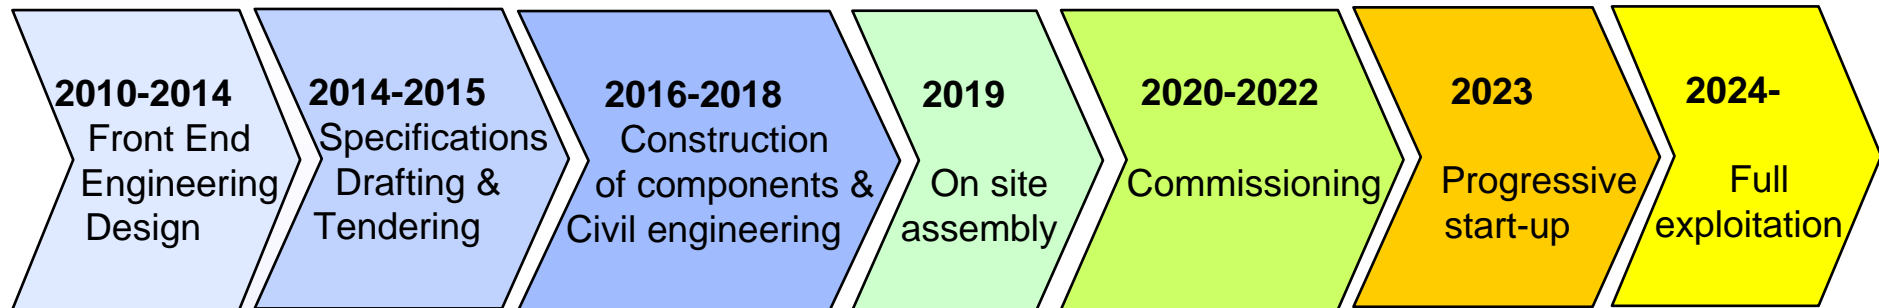 2010-2014
Front End
Engineering
Design
2014-2015
Specifications
Drafting &
Tendering
2016-2018
Construction
of components &
Civil engineering
2019
On site
assembly
2020-2022
Commissioning
2023
Progressive
start-up
2024-
Full
exploitation